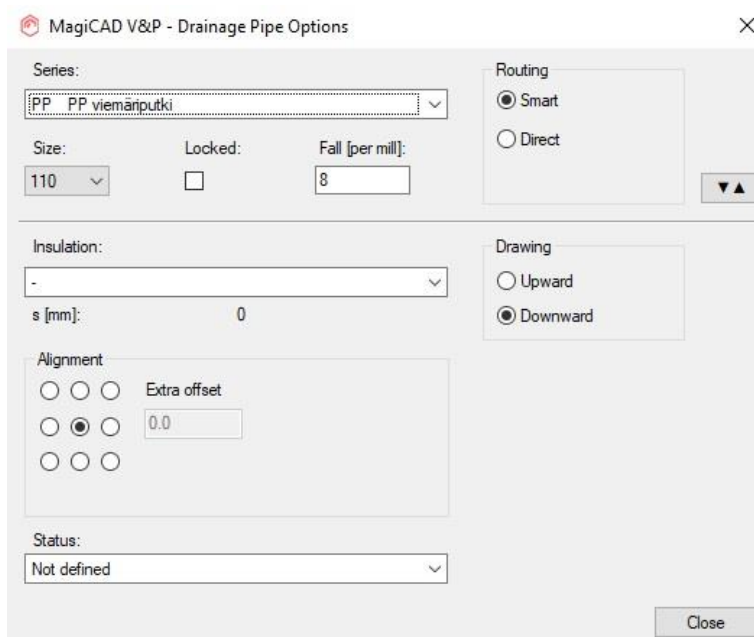 MagiCAD V&P - Drainage Pipe Options
Series:
PP PP viemäriputki
Size:
Locked:
Fall [per mill]:
110
8
Routing
Smart
Direct
▼▲
Insulation:
-
s [mm]:
0
Drawing
Upward
Downward
Alignment
Extra offset
0.0
Status:
Not defined
Close